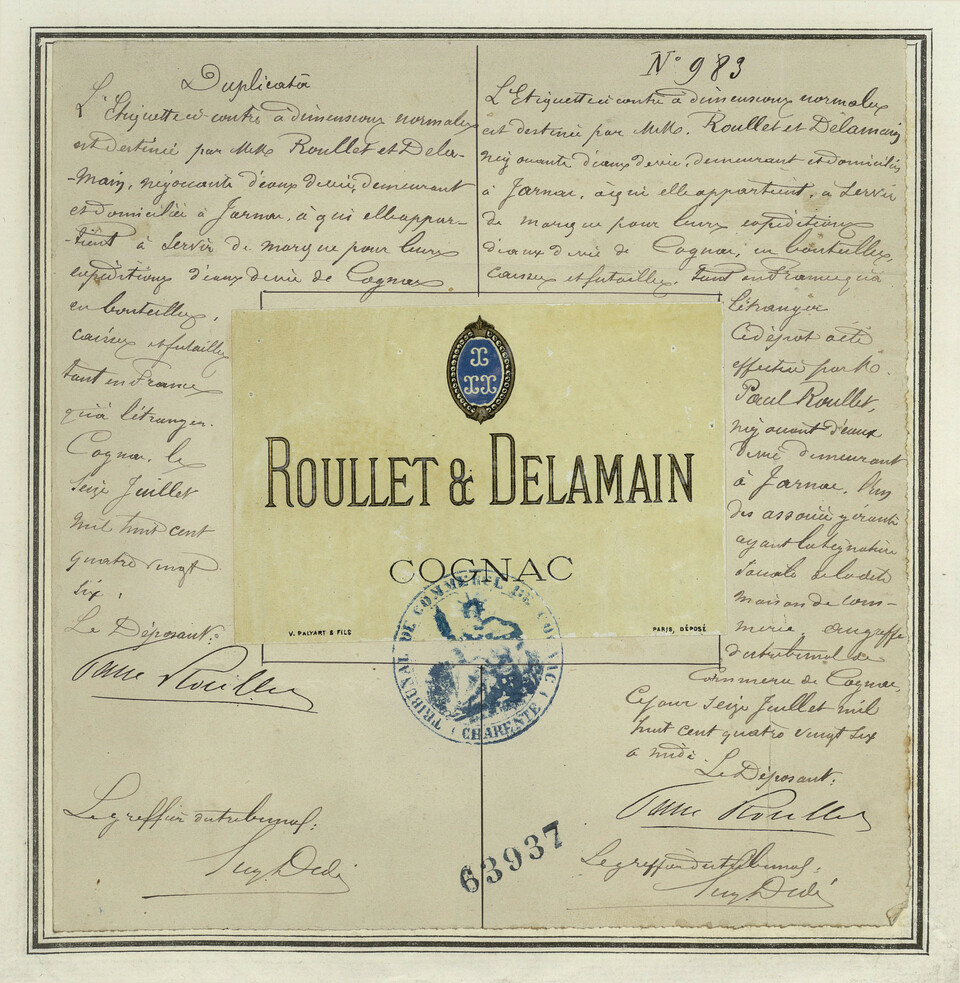 Duplicata
L'Etiquette ci-contre à dimensions normales
est destinée par MM. Roullet et Dela-
-main, négociants d'eaux de vie, demeurant
et domiciliés à Jarnac, à qui elle appar-
-tient à servir de marque pour leurs
expéditions d'eaux de vie de Cognac
en bouteilles,
caisses et futailles
tant en France
qu'à l'étranger.
Cognac, le
seize Juillet
mil huit cent
quatre vingt
six.
Le Déposant:
Paul Roullet
Le greffier du tribunal:
N° 983
L'Etiquette ci contre à dimensions normales
est destinée par MM. Roullet et Delamain
négociants d'eaux de vie, demeurant et domiciliés
à Jarnac, à qui elle appartient, à servir
de marque pour leurs expéditions
d'eaux de vie de Cognac, en bouteilles,
caisses et futailles, tant en France qu'à
l'étranger
Ce dépôt a été
effectué par M.
Paul Roullet,
négociant d'eaux
de vie demeurant
à Jarnac, l'un
des associés gérants
ayant la signature
sociale de la dite
maison de com-
merce, au greffe
du tribunal de
Commerce de Cognac,
Ce jour seize Juillet mil
huit cent quatre vingt six
à midi.
Le Déposant:
Paul Roullet
Le greffier du tribunal:
ROULLET & DELAMAIN
COGNAC
V. PALYART & FILS
PARIS, DÉPOSÉ
TRIBUNAL DE COMMERCE DE COGNAC
(CHARENTE)
63937